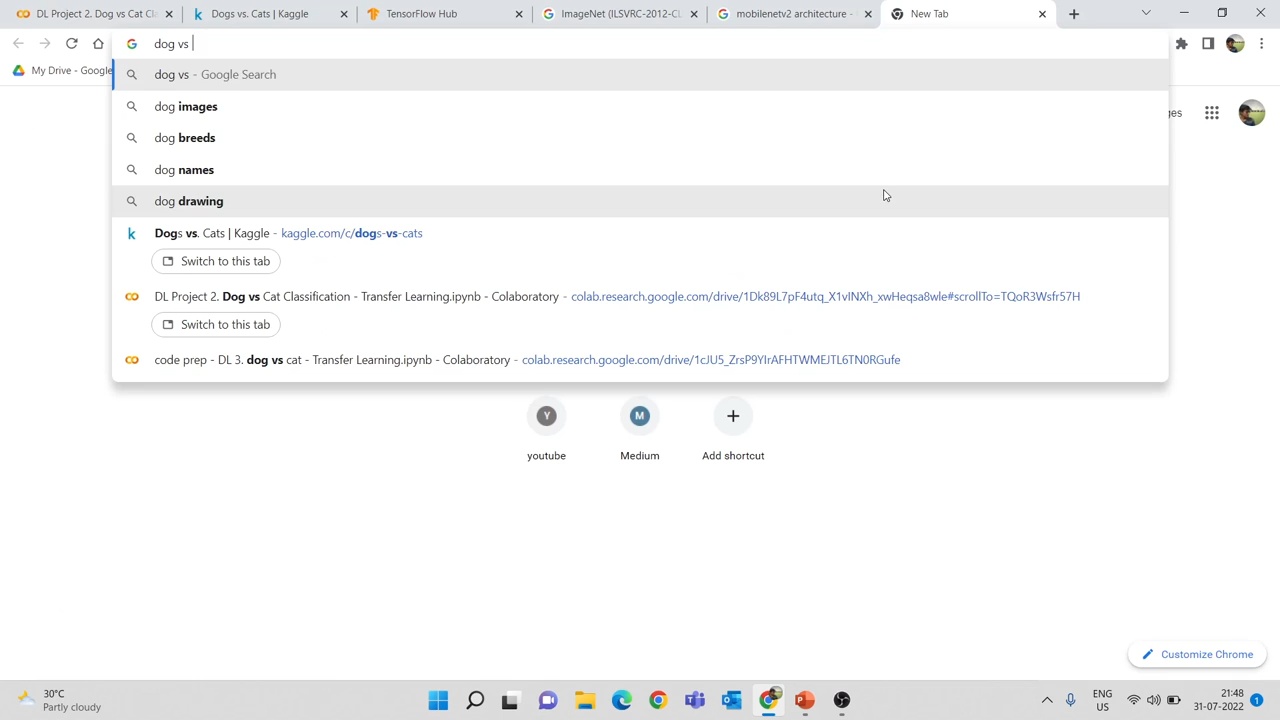 DL Project 2. Dog vs Cat Cl
Dogs vs. Cats | Kaggle
TensorFlow Hub
ImageNet (ILSVRC-2012-CL
mobilenetv2 architecture -
New Tab
dog vs
My Drive - Google
dog vs - Google Search
dog images
ges
dog breeds
dog names
dog drawing
Dogs vs. Cats | Kaggle - kaggle.com/c/dogs-vs-cats
Switch to this tab
DL Project 2. Dog vs Cat Classification - Transfer Learning.ipynb - Colaboratory - colab.research.google.com/drive/1Dk89L7pF4utq_X1vINXh_xwHeqsa8wle#scrollTo=TQoR3Wsfr57H
Switch to this tab
code prep - DL 3. dog vs cat - Transfer Learning.ipynb - Colaboratory - colab.research.google.com/drive/1cJU5_ZrsP9YIrAFHTWMEJTL6TN0RGufe
Y
M
youtube
Medium
Add shortcut
Customize Chrome
30°C
Partly cloudy
ENG
US
21:48
31-07-2022
1